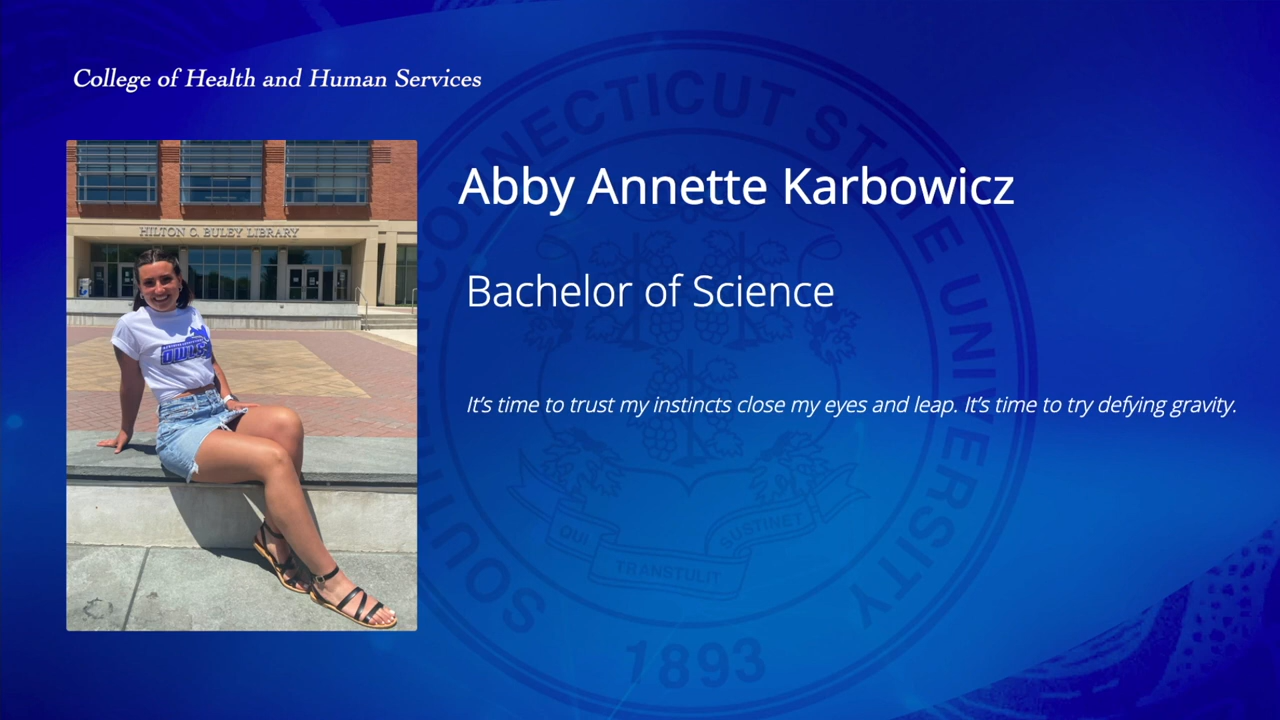 College of Health and Human Services
Abby Annette Karbowicz
Bachelor of Science
It's time to trust my instincts close my eyes and leap. It's time to try defying gravity.
HILTON C. BULEY LIBRARY
OWLS
SOUTHERN CONNECTICUT STATE UNIVERSITY
QUI TRANSTULIT SUSTINET
1893